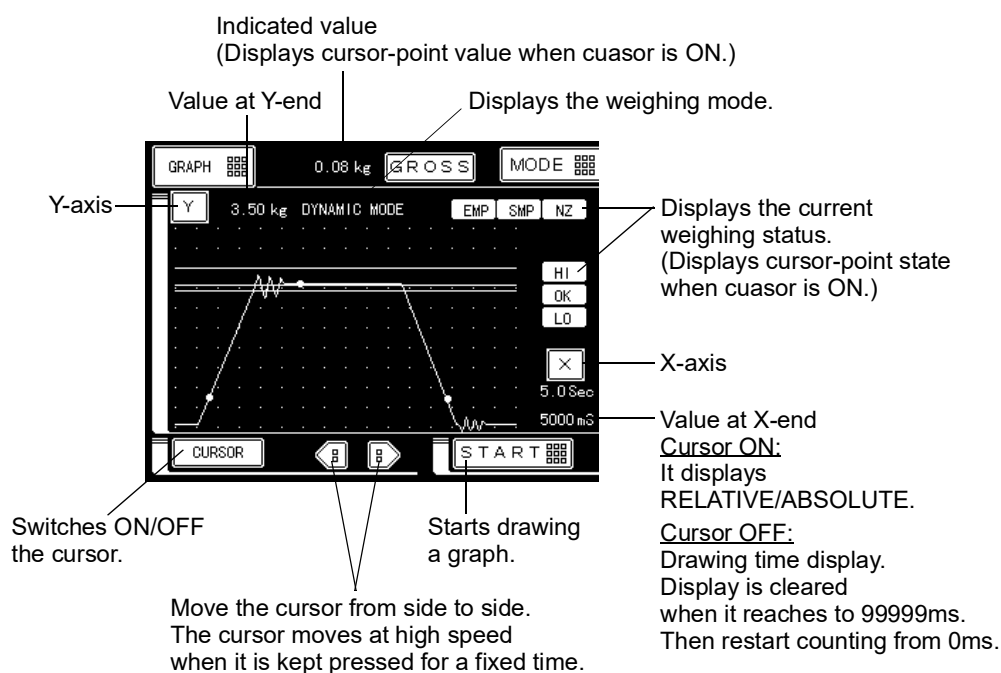 Indicated value
(Displays cursor-point value when cuasor is ON.)
Value at Y-end
Displays the weighing mode.
GRAPH
0.08 kg
GROSS
MODE
Y-axis
Y
3.50 kg
DYNAMIC MODE
EMP
SMP
NZ
Displays the current
weighing status.
(Displays cursor-point state
when cuasor is ON.)
HI
OK
LO
X
X-axis
5.0Sec
5000mS
Value at X-end
Cursor ON:
It displays
RELATIVE/ABSOLUTE.
Cursor OFF:
Drawing time display.
Display is cleared
when it reaches to 99999ms.
Then restart counting from 0ms.
CURSOR
START
Switches ON/OFF
the cursor.
Starts drawing
a graph.
Move the cursor from side to side.
The cursor moves at high speed
when it is kept pressed for a fixed time.